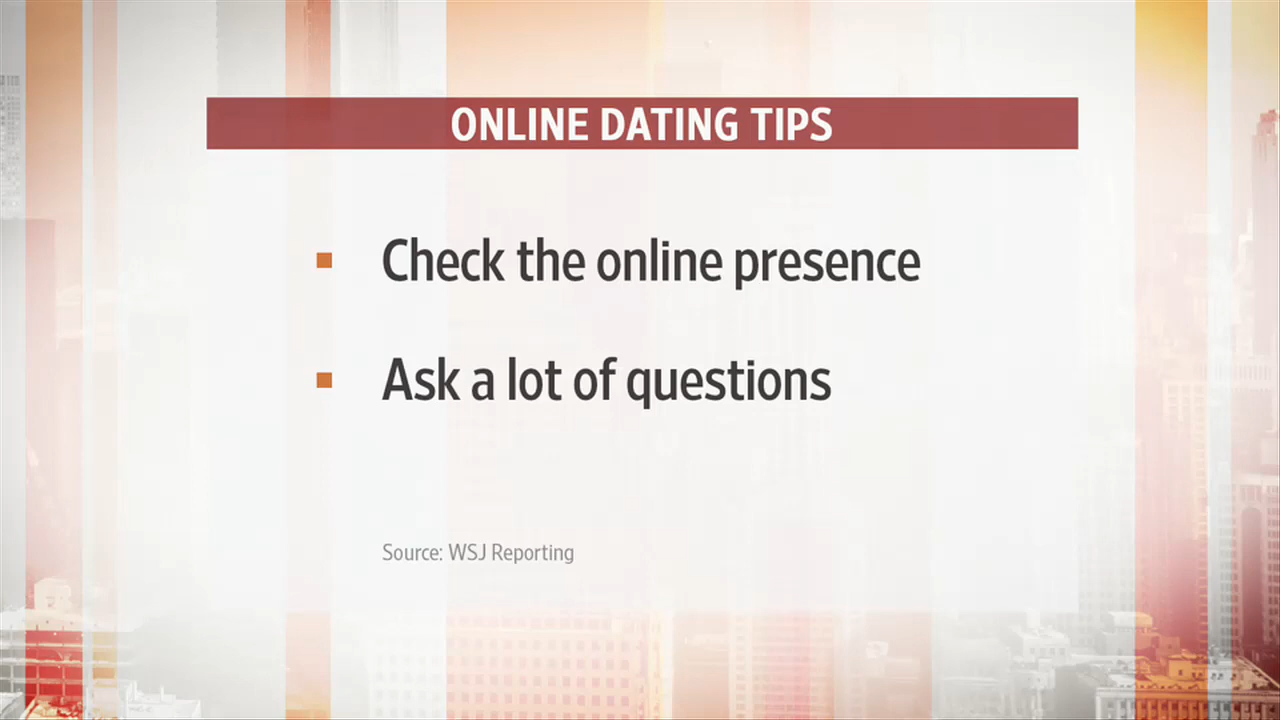 ONLINE DATING TIPS
Check the online presence
Ask a lot of questions
Source: WSJ Reporting